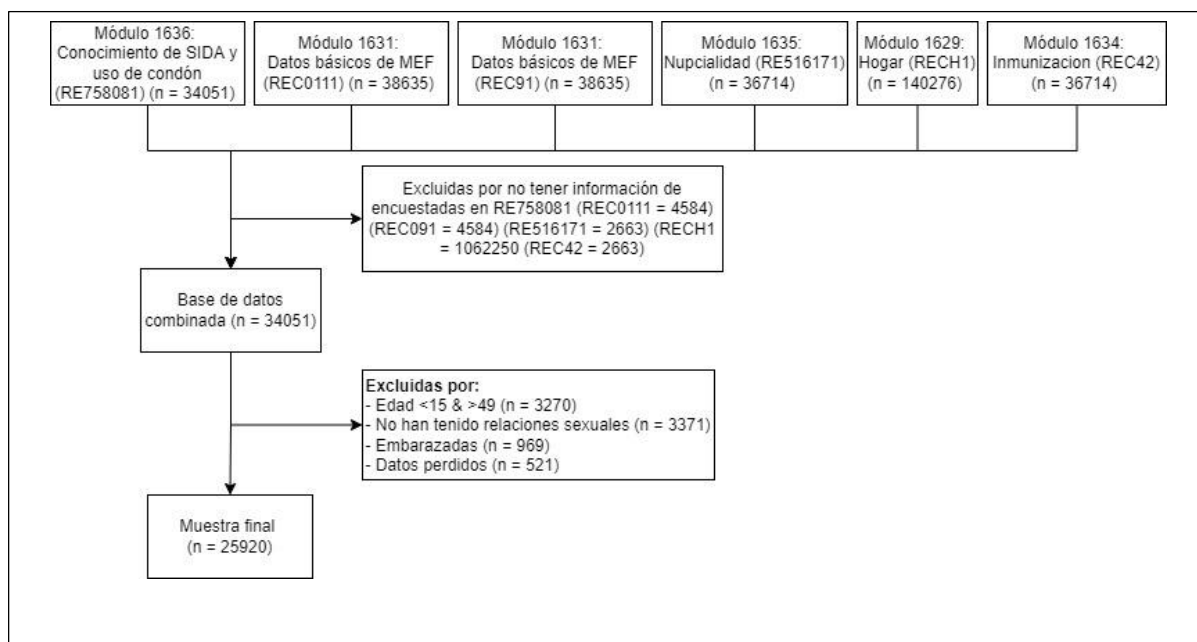 Módulo 1636:
Conocimiento de SIDA y
uso de condón
(RE758081) (n = 34051)
Módulo 1631:
Datos básicos de MEF
(REC0111) (n = 38635)
Módulo 1631:
Datos básicos de MEF
(REC91) (n = 38635)
Módulo 1635:
Nupcialidad (RE516171)
(n = 36714)
Módulo 1629:
Hogar (RECH1)
(n = 140276)
Módulo 1634:
Inmunizacion (REC42)
(n = 36714)
Excluidas por no tener información de
encuestadas en RE758081 (REC0111 = 4584)
(REC091 = 4584) (RE516171 = 2663) (RECH1
= 1062250 (REC42 = 2663)
Base de datos
combinada (n = 34051)
Excluidas por:
- Edad <15 & >49 (n = 3270)
- No han tenido relaciones sexuales (n = 3371)
- Embarazadas (n = 969)
- Datos perdidos (n = 521)
Muestra final
(n = 25920)